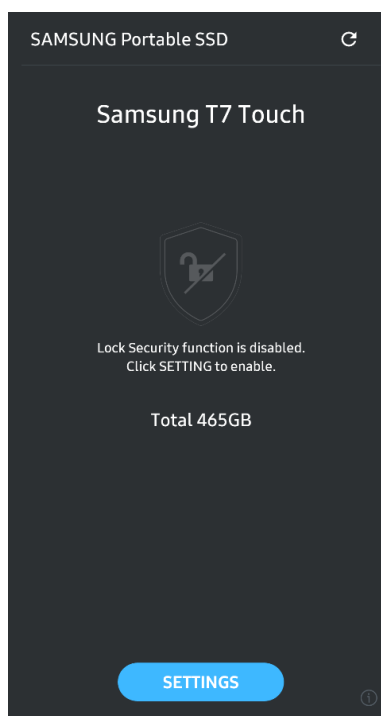 SAMSUNG Portable SSD
Samsung T7 Touch
Lock Security function is disabled.
Click SETTING to enable.
Total 465GB
SETTINGS